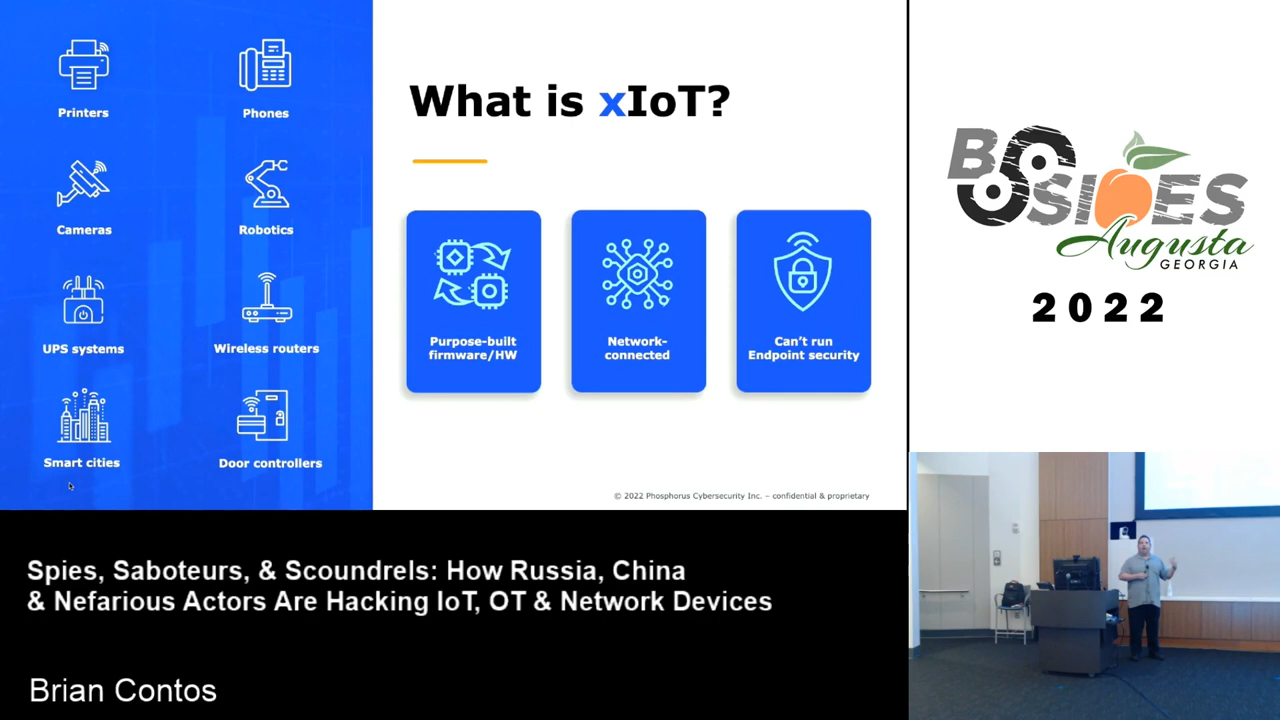 Printers
Phones
Cameras
Robotics
UPS systems
Wireless routers
Smart cities
Door controllers
What is xIoT?
Purpose-built
firmware/HW
Network-
connected
Can't run
Endpoint security
© 2022 Phosphorus Cybersecurity Inc. – confidential & proprietary
BSIDES
Augusta
GEORGIA
2022
Spies, Saboteurs, & Scoundrels: How Russia, China
& Nefarious Actors Are Hacking IoT, OT & Network Devices
Brian Contos